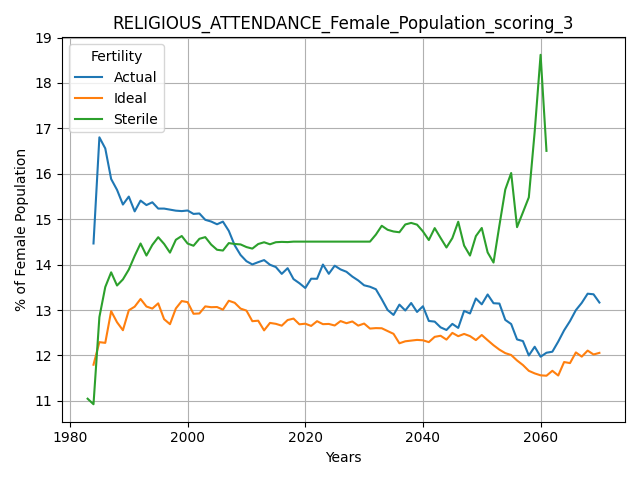 RELIGIOUS_ATTENDANCE_Female_Population_scoring_3
Fertility
Actual
Ideal
Sterile
% of Female Population
19
18
17
16
15
14
13
12
11
1980
2000
2020
2040
2060
Years